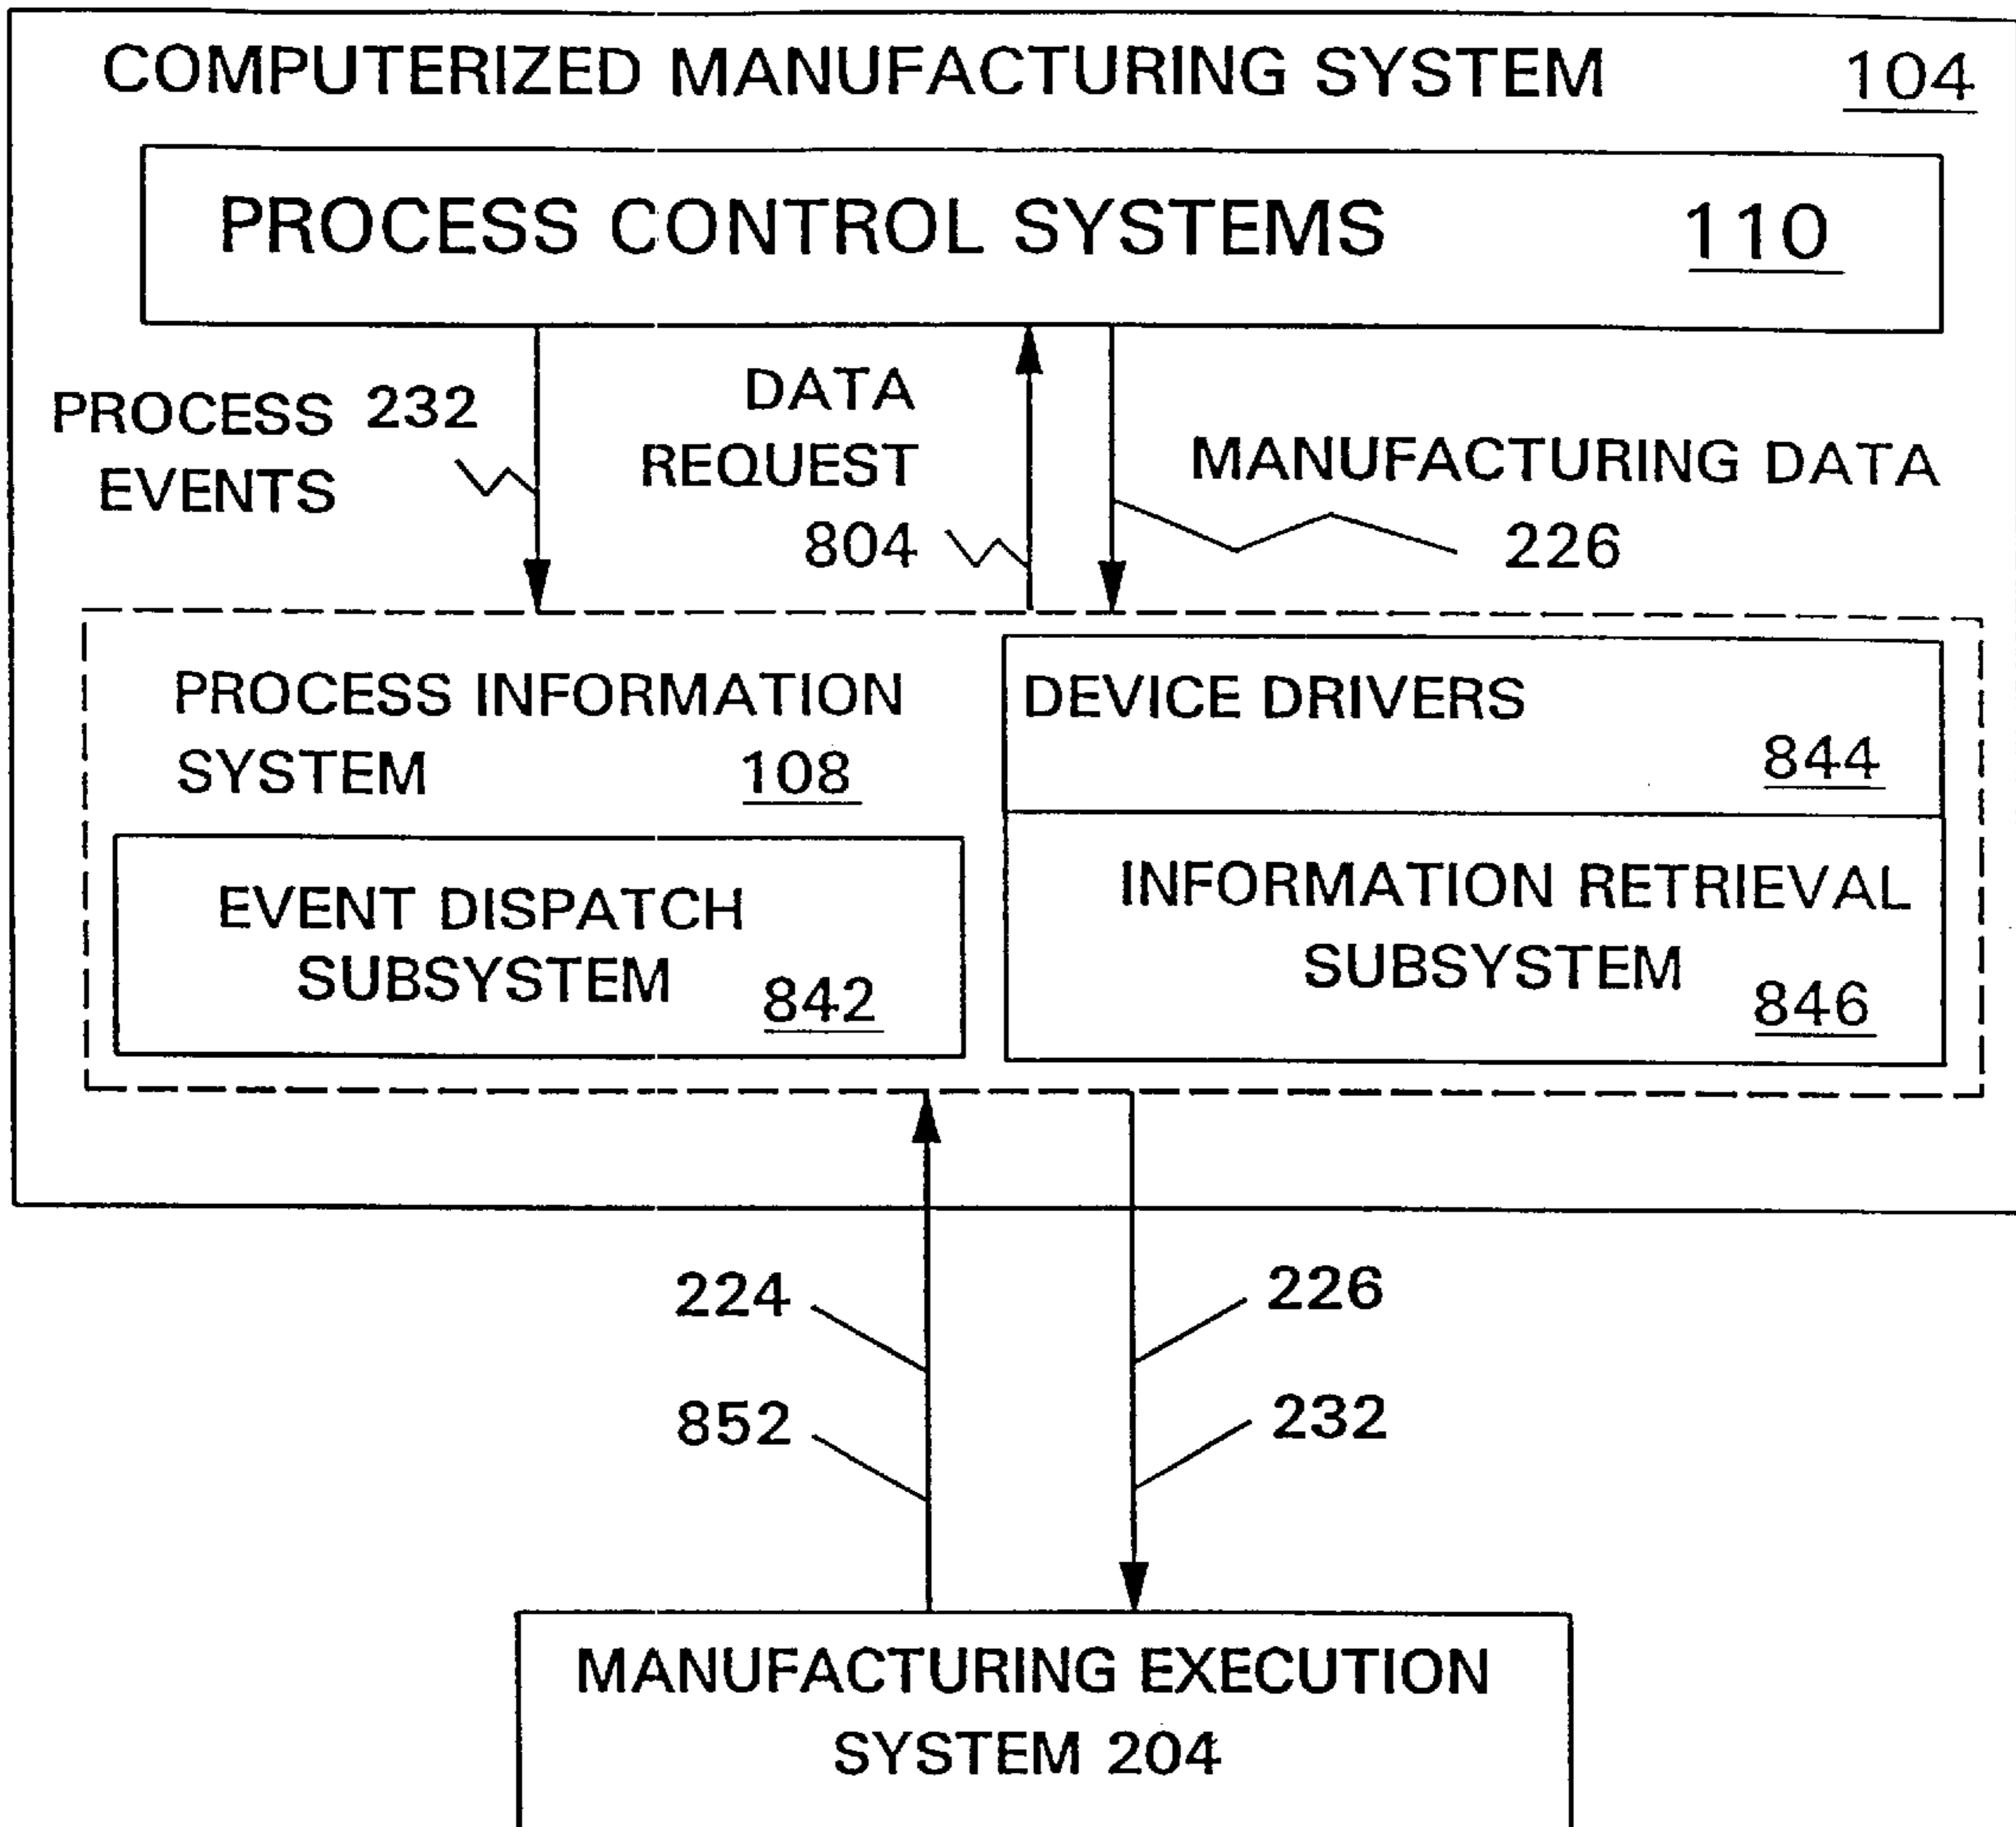 COMPUTERIZED MANUFACTURING SYSTEM 104
PROCESS CONTROL SYSTEMS 110
PROCESS 232
EVENTS
DATA
REQUEST
804
MANUFACTURING DATA
226
PROCESS INFORMATION
SYSTEM 108
DEVICE DRIVERS
844
EVENT DISPATCH
SUBSYSTEM 842
INFORMATION RETRIEVAL
SUBSYSTEM
846
224
226
852
232
MANUFACTURING EXECUTION
SYSTEM 204